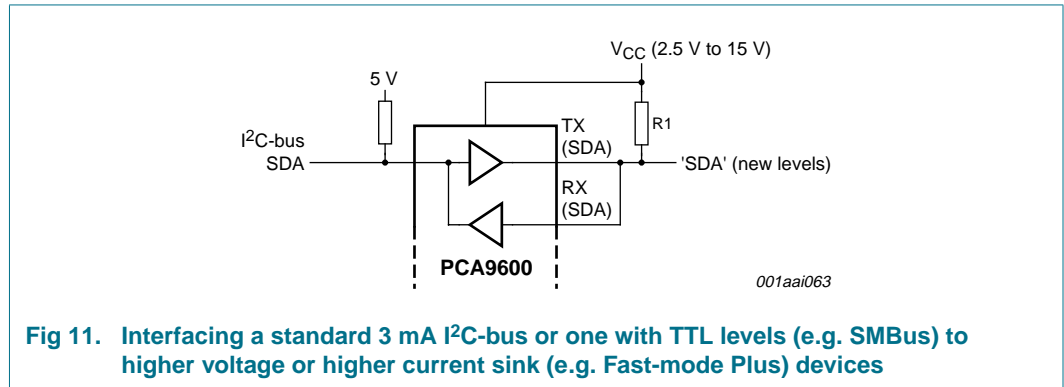 VCC (2.5 V to 15 V)
5 V
R1
TX
(SDA)
I2C-bus
SDA
'SDA' (new levels)
RX
(SDA)
PCA9600
001aai063
Fig 11. Interfacing a standard 3 mA I2C-bus or one with TTL levels (e.g. SMBus) to
higher voltage or higher current sink (e.g. Fast-mode Plus) devices